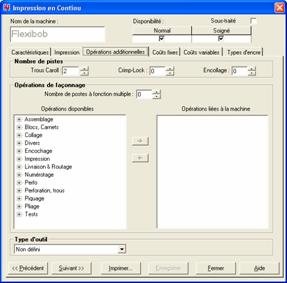 Impression en Continu
Nom de la machine :
Flexibob
Disponibilité :
Sous-traité
Normal
Soigné
Caractéristiques
Impression
Opérations additionnelles
Coûts fixes
Coûts variables
Types d'encre
Nombre de pistes
Trous Caroll : 2
Crimp-Lock : 0
Encollage : 0
Opérations de façonnage
Nombre de postes à fonction multiple : 0
Opérations disponibles
Opérations liées à la machine
Assemblage
Blocs, Carnets
Collage
Divers
Encochage
Impression
Livraison & Routage
Numérotage
Perfo
Perforation, trous
Piquage
Pliage
Tests
Type d'outil
Non défini
<< Précédent
Suivant >>
Imprimer...
Enregistrer
Fermer
Aide